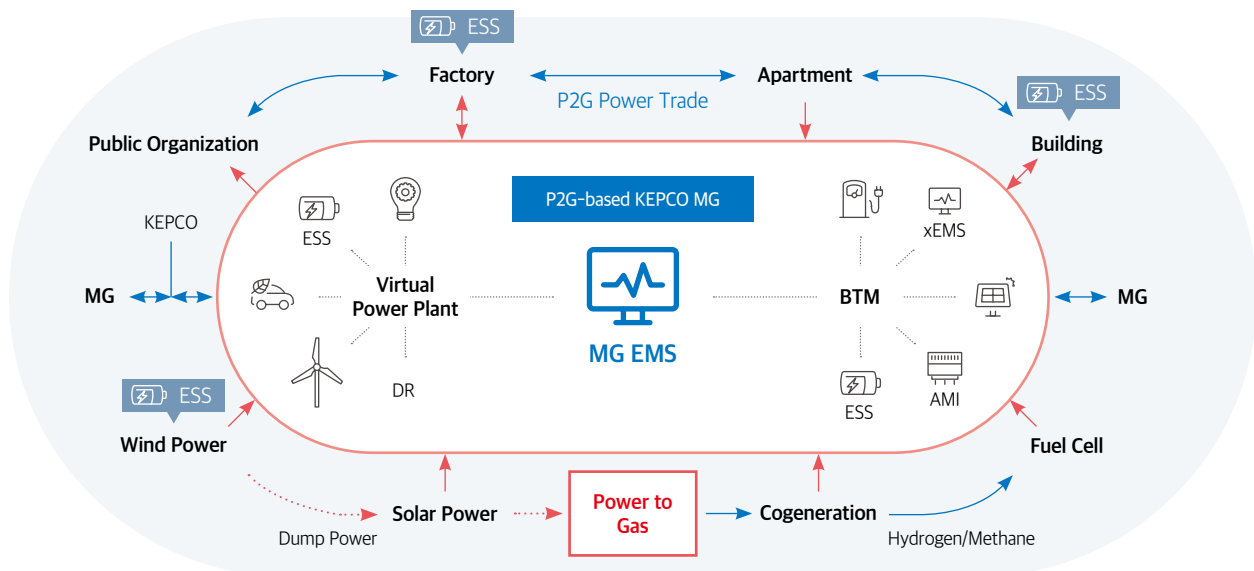 ESS
Factory
Apartment
P2G Power Trade
ESS
Public Organization
Building
P2G-based KEPCO MG
KEPCO
ESS
xEMS
MG
Virtual
Power Plant
BTM
MG
MG EMS
ESS
DR
ESS
AMI
Wind Power
Fuel Cell
Solar Power
Power to
Gas
Cogeneration
Dump Power
Hydrogen/Methane